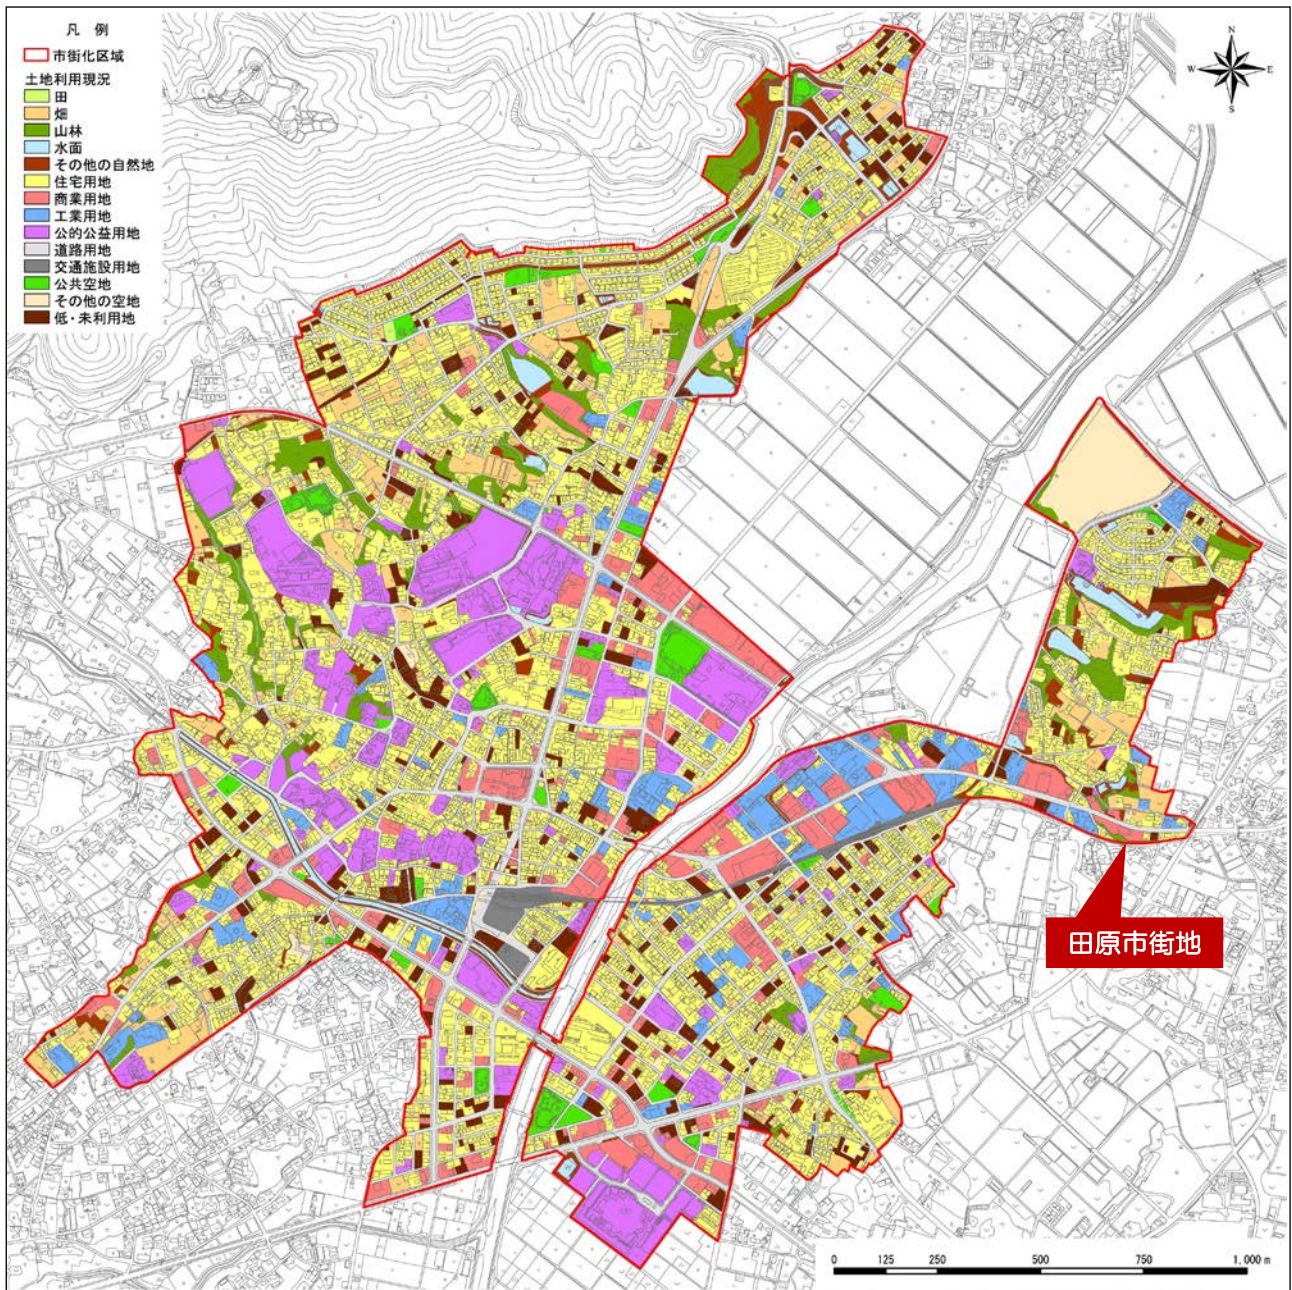 凡 例
市街化区域
土地利用現況
田
畑
山林
水面
その他の自然地
住宅用地
商業用地
工業用地
公的公益用地
道路用地
交通施設用地
公共空地
その他の空地
低・未利用地
N
W
E
S
田原市街地
0 125 250 500 750 1,000 m